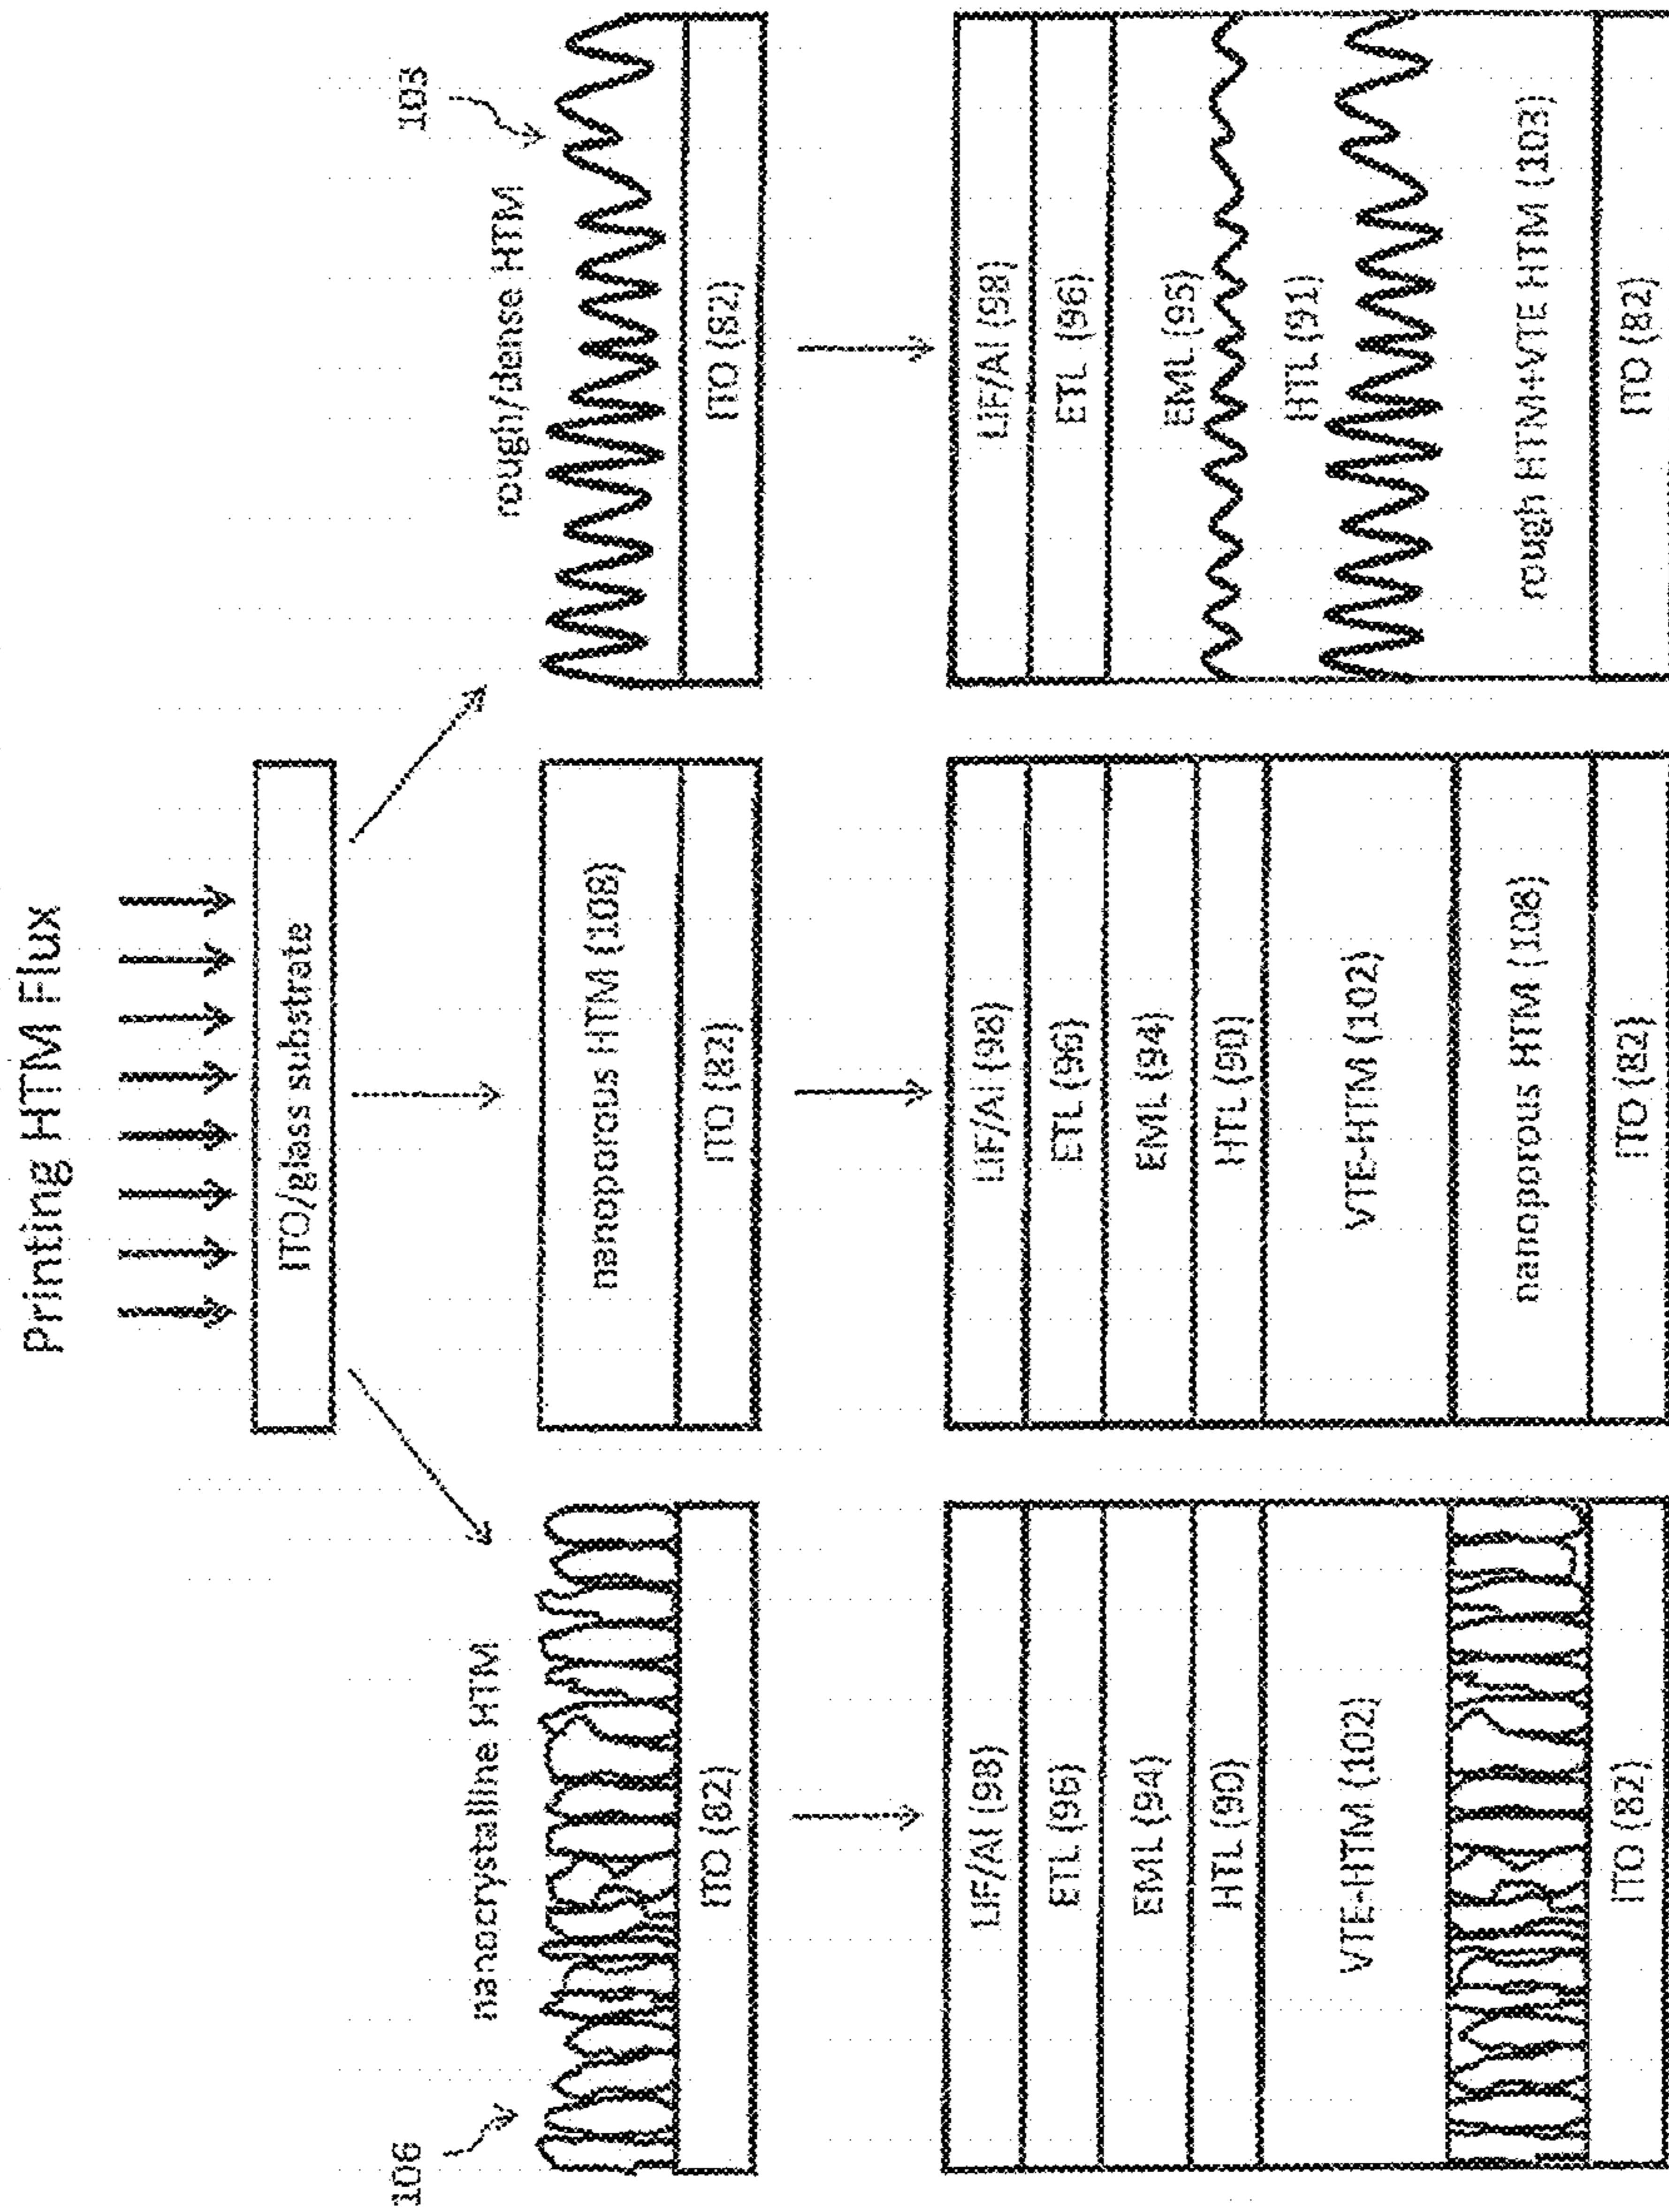 Printing HTM Flux
ITO/glass substrate
106
nanocrystalline HTM
ITO (82)
nanoporous HTM (108)
ITO (82)
rough/dense HTM
103
ITO (82)
LiF/Al (98)
ETL (96)
EML (94)
HTL (90)
VTE-HTM (102)
ITO (82)
LiF/Al (98)
ETL (96)
EML (94)
HTL (90)
VTE-HTM (102)
nanoporous HTM (108)
ITO (82)
LiF/Al (98)
ETL (96)
EML (95)
HTL (91)
rough HTM+VTE HTM (103)
ITO (82)